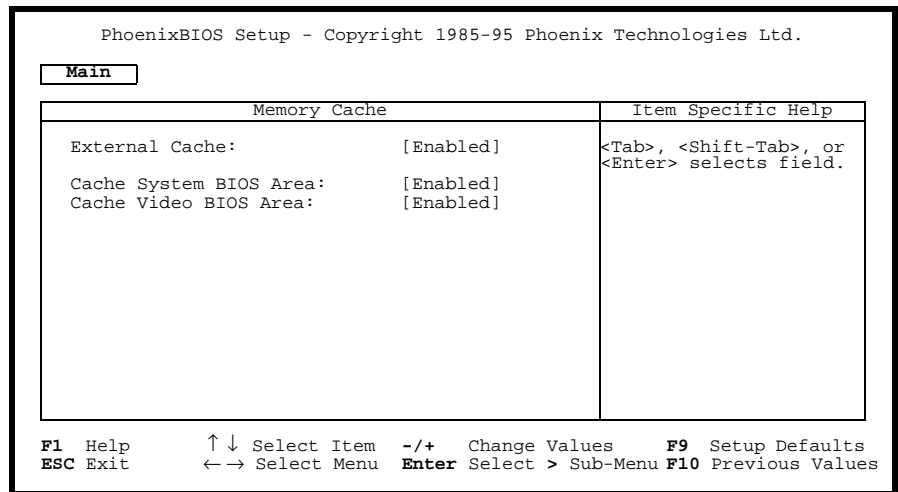 PhoenixBIOS Setup - Copyright 1985-95 Phoenix Technologies Ltd.
Main
Memory Cache
Item Specific Help
External Cache: [Enabled]
Cache System BIOS Area: [Enabled]
Cache Video BIOS Area: [Enabled]
<Tab>, <Shift-Tab>, or
<Enter> selects field.
F1 Help ↑↓ Select Item -/+ Change Values F9 Setup Defaults
ESC Exit ←→ Select Menu Enter Select > Sub-Menu F10 Previous Values